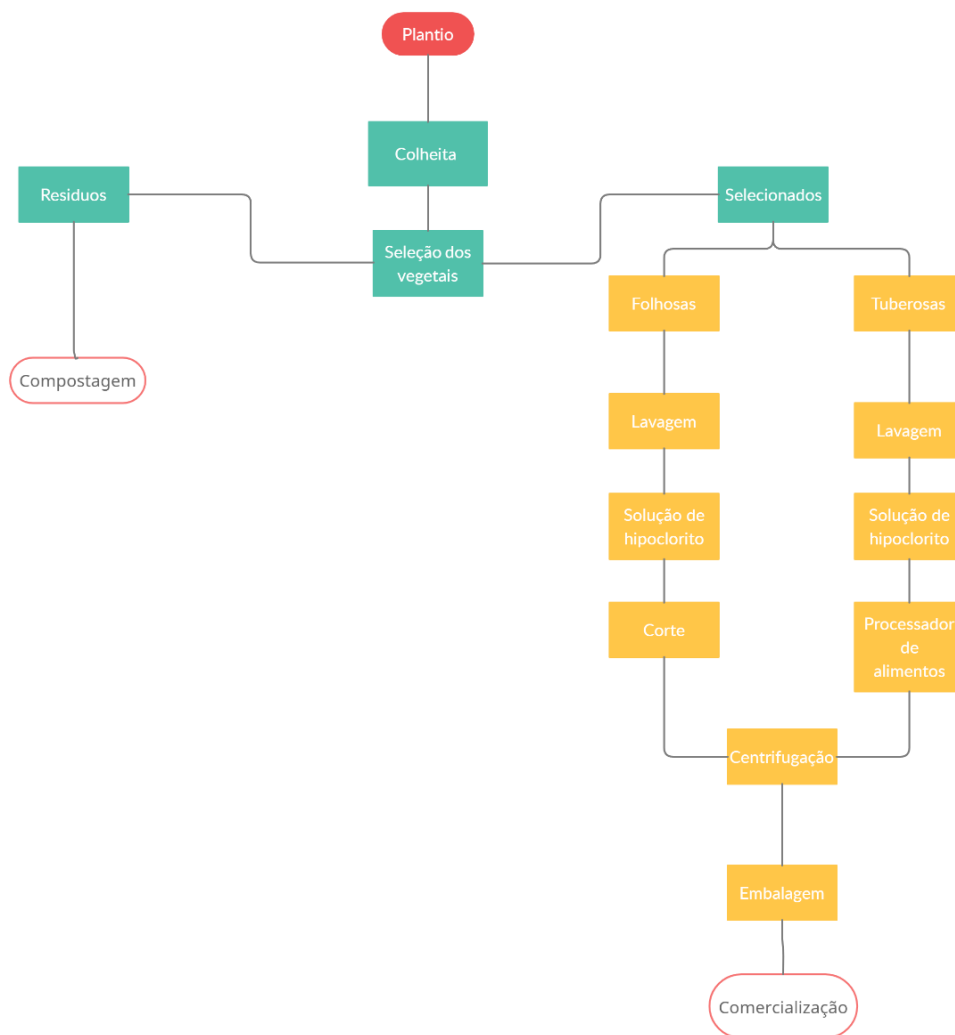 Plantio
Colheita
Residuos
Selecionados
Seleção dos
vegetais
Folhosas
Tuberosas
Compostagem
Lavagem
Lavagem
Solução de
hipoclorito
Solução de
hipoclorito
Corte
Processador
de
alimentos
Centrifugação
Embalagem
Comercialização